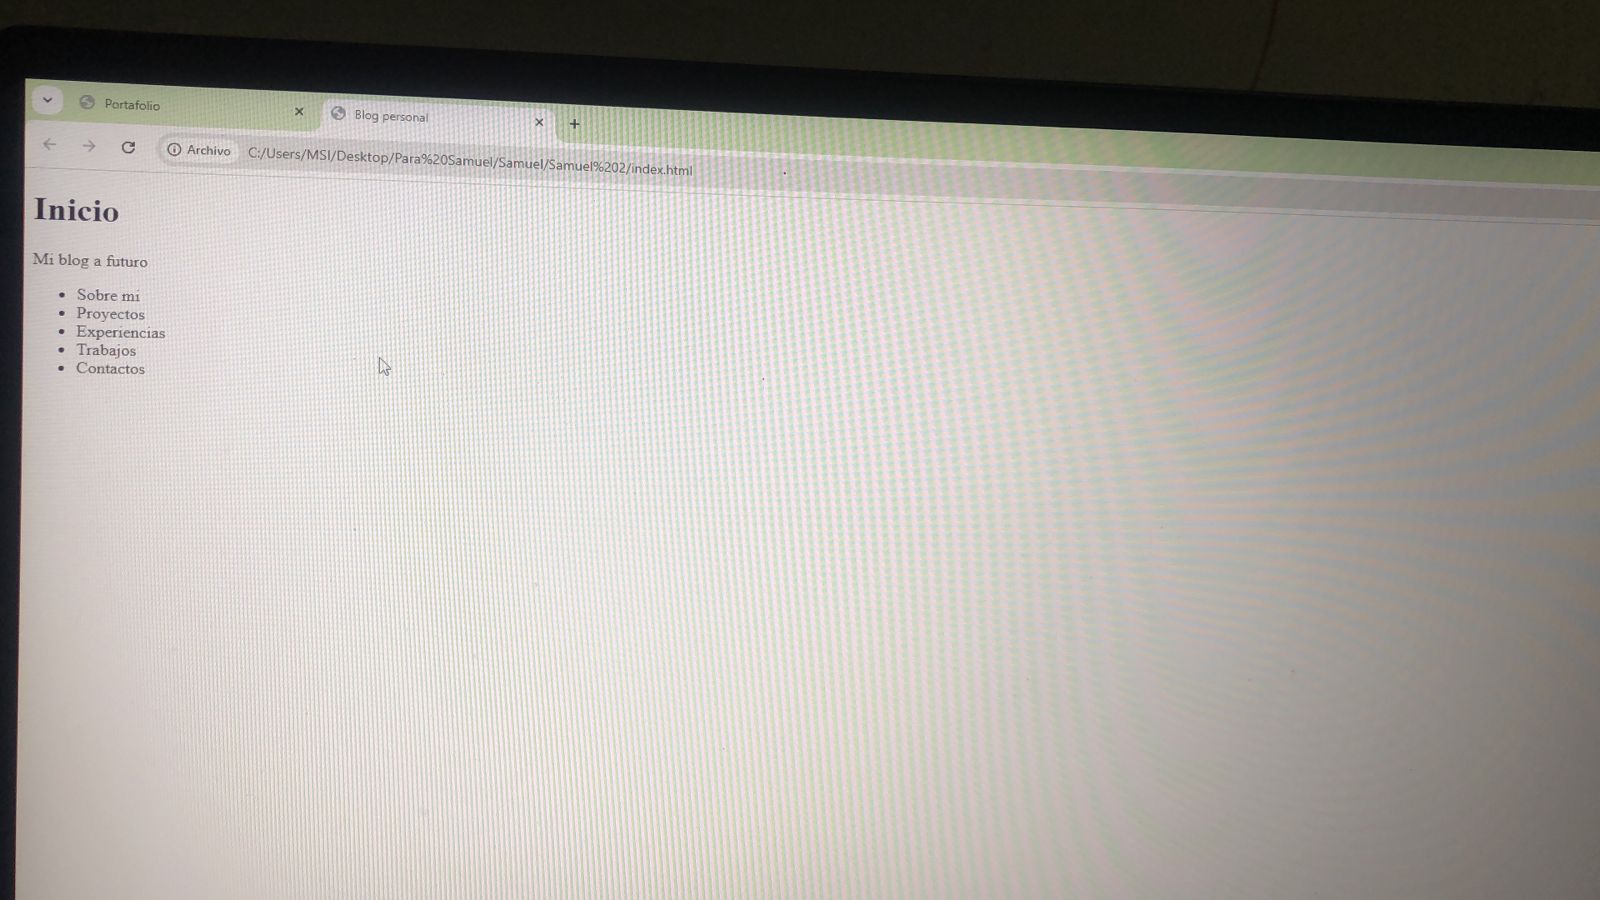 Portafolio
Blog personal
Archivo C:/Users/MSI/Desktop/Para%20Samuel/Samuel/Samuel%202/index.html
Inicio
Mi blog a futuro
Sobre mi
Proyectos
Experiencias
Trabajos
Contactos